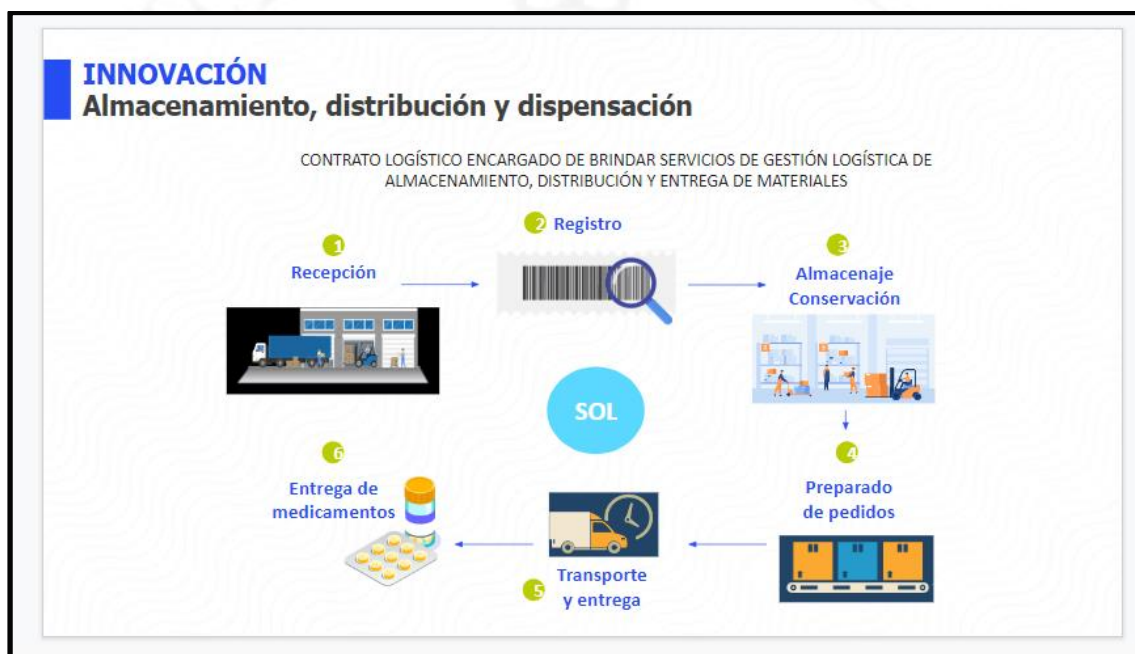 INNOVACIÓN
Almacenamiento, distribución y dispensación
CONTRATO LOGÍSTICO ENCARGADO DE BRINDAR SERVICIOS DE GESTIÓN LOGÍSTICA DE
ALMACENAMIENTO, DISTRIBUCIÓN Y ENTREGA DE MATERIALES
1
Recepción
2 Registro
3
Almacenaje
Conservación
SOL
4
Preparado
de pedidos
5 Transporte
y entrega
6
Entrega de
medicamentos